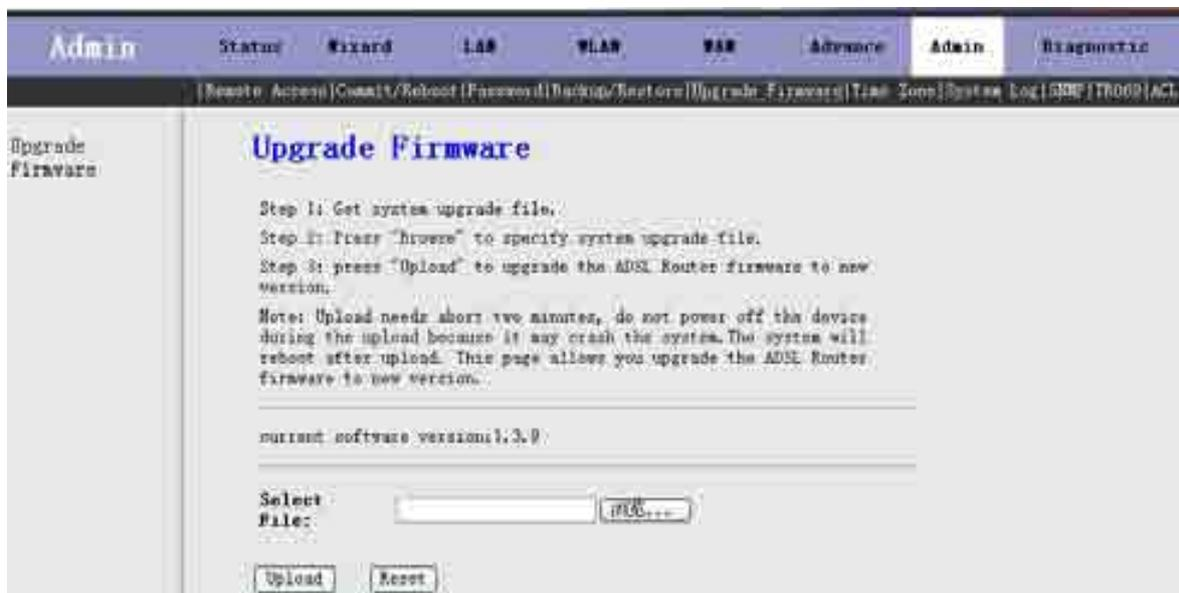 Admin
Status Wizard LAN WLAN WAN Advance Admin Diagnostic
|Remote Access|Commit/Reboot|Password|Backup/Restore|Upgrade Firmware|Time Zone|System Log|SNMP|TR069|ACL
Upgrade
Firmware
Upgrade Firmware
Step 1: Get system upgrade file.
Step 2: Press "Browse" to specify system upgrade file.
Step 3: press "Upload" to upgrade the ADSL Router firmware to new
version.
Note: Upload needs abort two minutes, do not power off the device
during the upload because it may crash the system.The system will
reboot after upload. This page allows you upgrade the ADSL Router
firmware to new version.
current software version:1.3.9
Select
File:
浏览...
Upload Reset